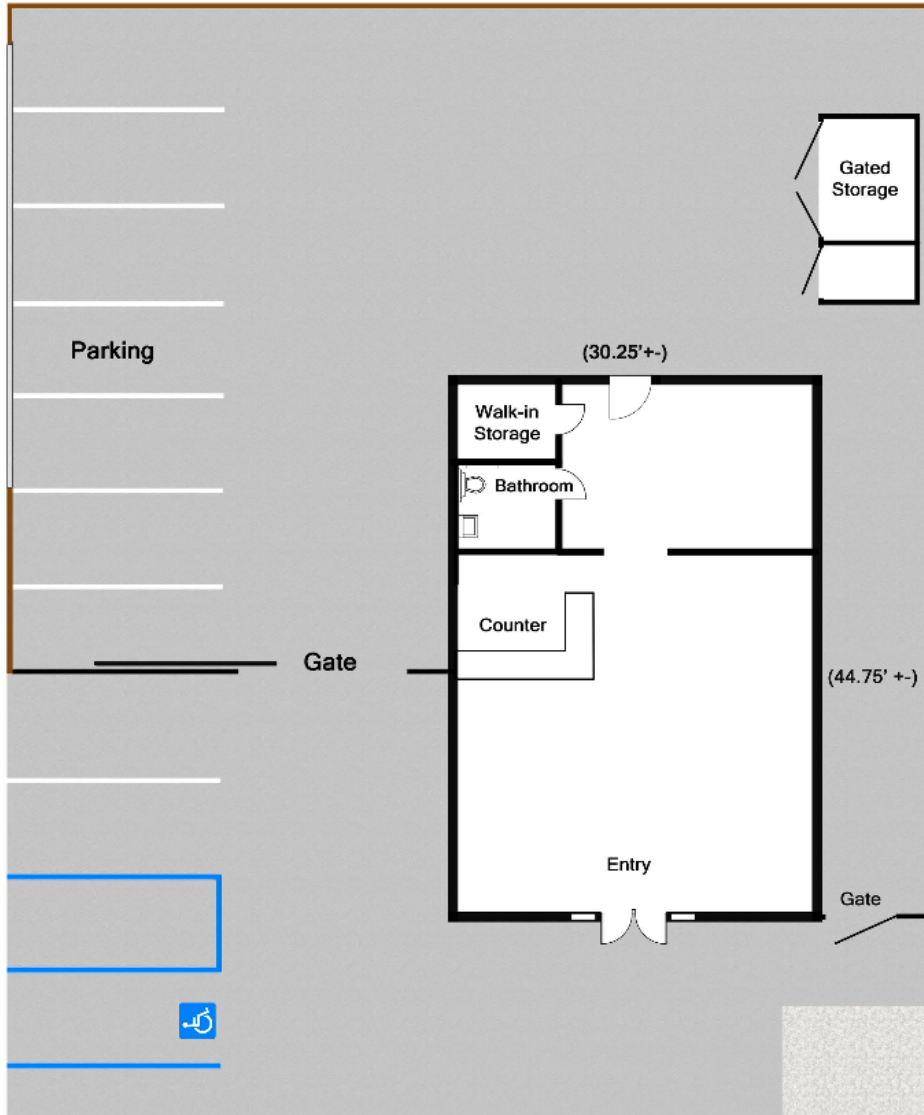 Gated
Storage
Parking
(30.25'+-)
Walk-in
Storage
Bathroom
Counter
Gate
(44.75' +-)
Entry
Gate